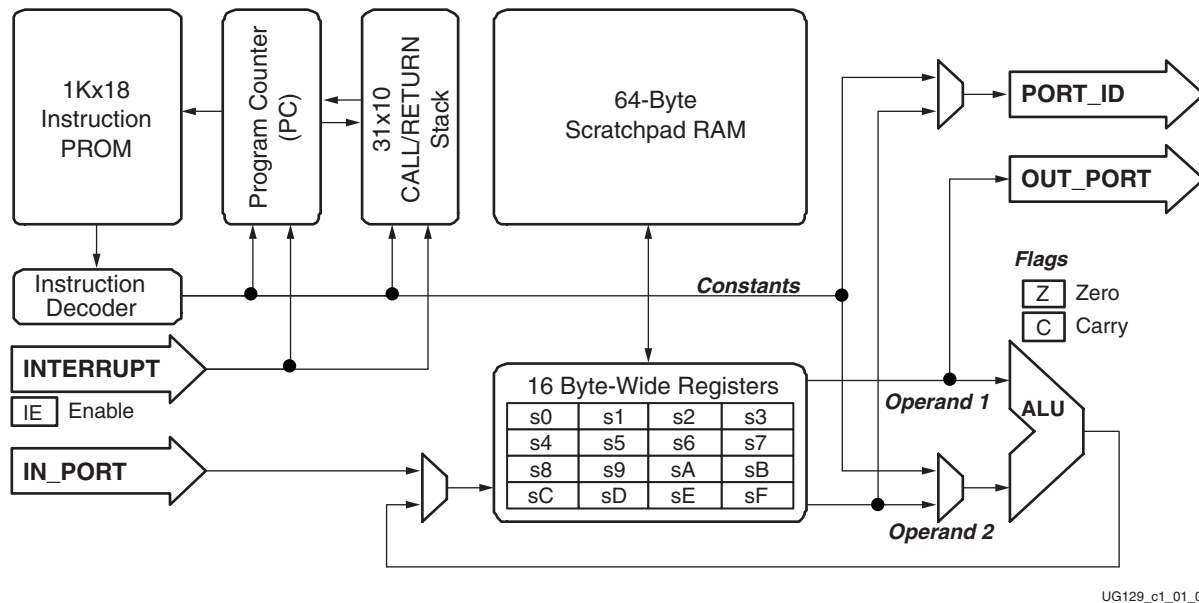 1Kx18
Instruction
PROM
Program Counter
(PC)
31x10
CALL/RETURN
Stack
64-Byte
Scratchpad RAM
PORT_ID
OUT_PORT
Instruction
Decoder
Constants
Flags
Z Zero
C Carry
INTERRUPT
IE Enable
16 Byte-Wide Registers
s0 s1 s2 s3
s4 s5 s6 s7
s8 s9 sA sB
sC sD sE sF
Operand 1
ALU
IN_PORT
Operand 2
UG129_c1_01_0